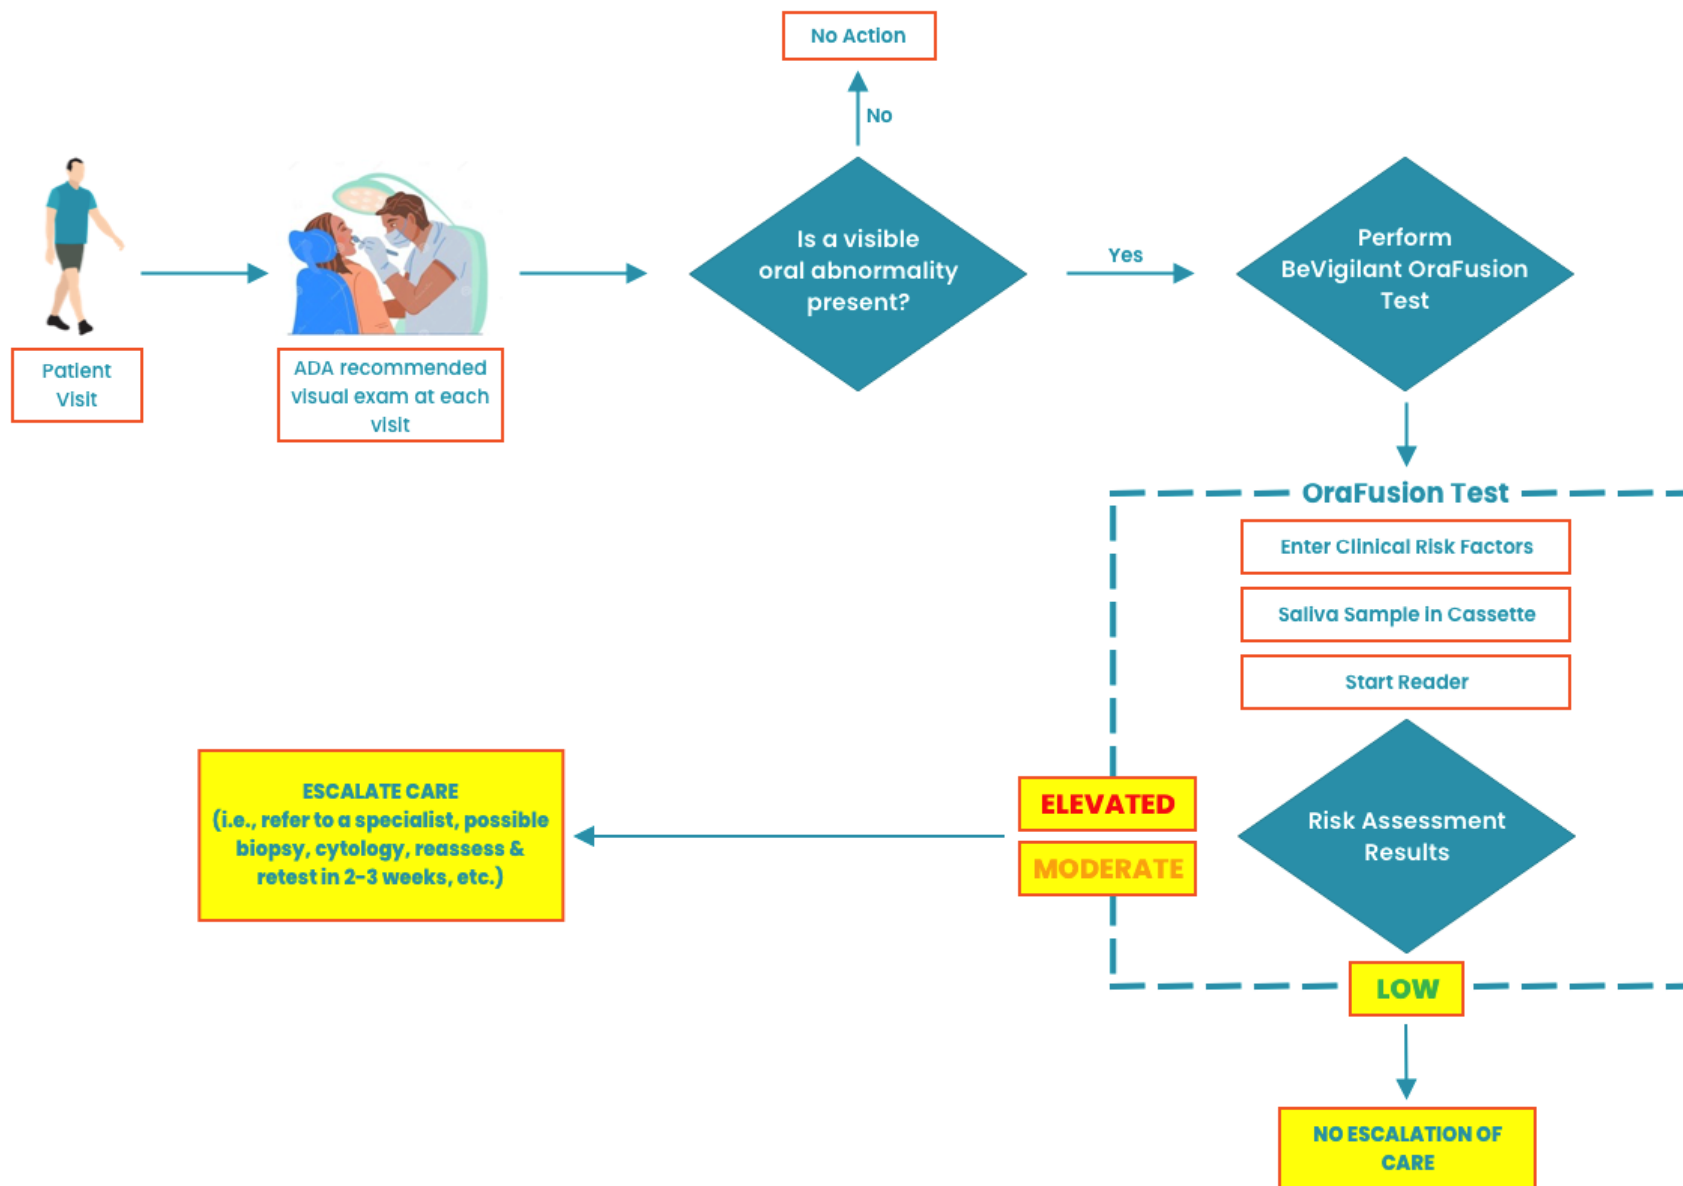 No Action
No
Is a visible
oral abnormality
present?
Yes
Perform
BeVigilant OraFusion
Test
Patient
Visit
ADA recommended
visual exam at each
visit
OraFusion Test
Enter Clinical Risk Factors
Saliva Sample in Cassette
Start Reader
Risk Assessment
Results
ELEVATED
MODERATE
ESCALATE CARE
(i.e., refer to a specialist, possible
biopsy, cytology, reassess &
retest in 2-3 weeks, etc.)
LOW
NO ESCALATION OF
CARE